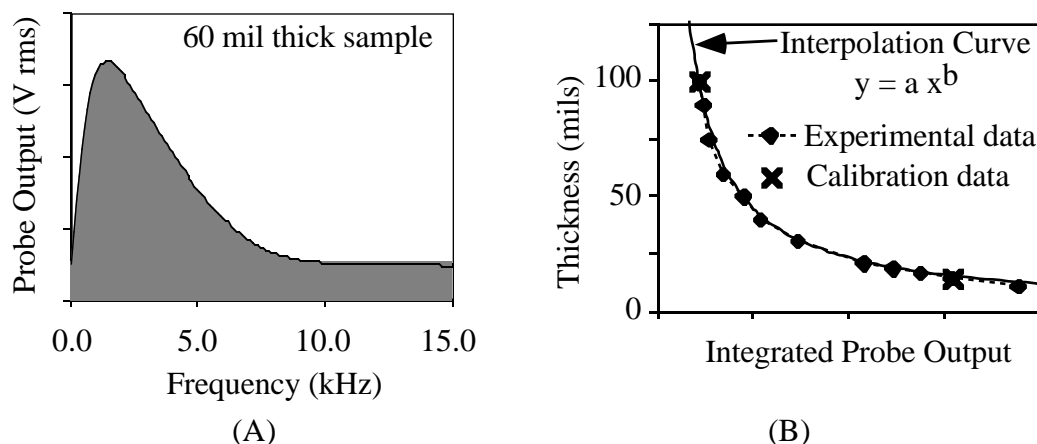 60 mil thick sample
Probe Output (V rms)
0.0
5.0
10.0
15.0
Frequency (kHz)
(A)
Interpolation Curve
y = a x^b
Experimental data
Calibration data
Thickness (mils)
100
50
0
Integrated Probe Output
(B)